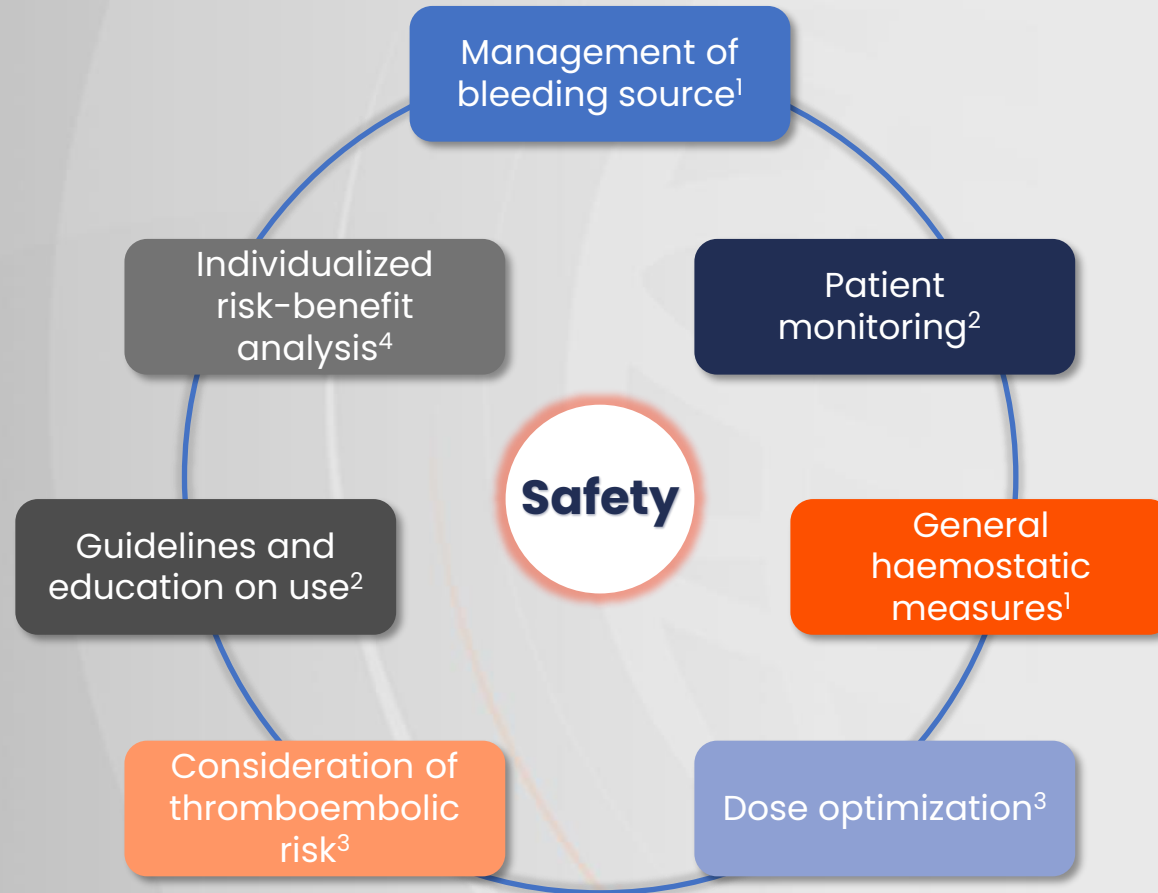 Management of
bleeding source¹
Individualized
risk-benefit
analysis⁴
Patient
monitoring²
Safety
Guidelines and
education on use²
General
haemostatic
measures¹
Consideration of
thromboembolic
risk³
Dose optimization³